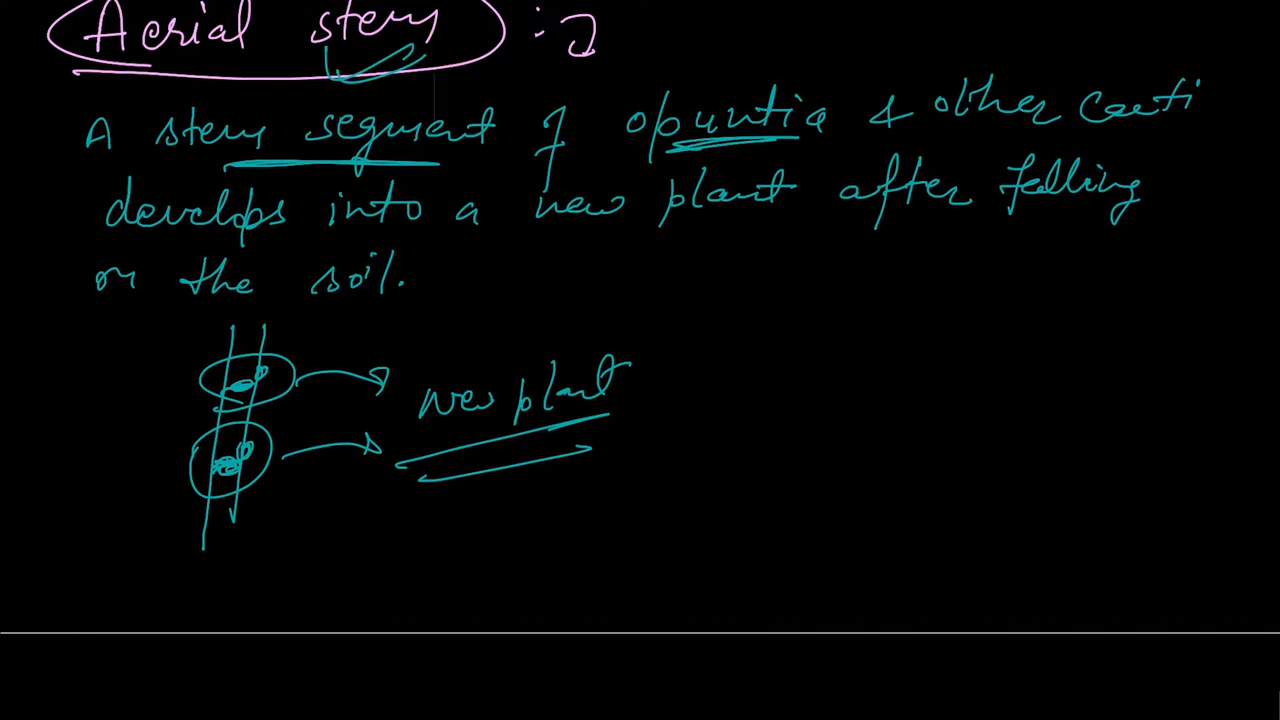 Aerial stem :-
A stem segment of opuntia & other cacti
develops into a new plant after falling
on the soil.
New plant